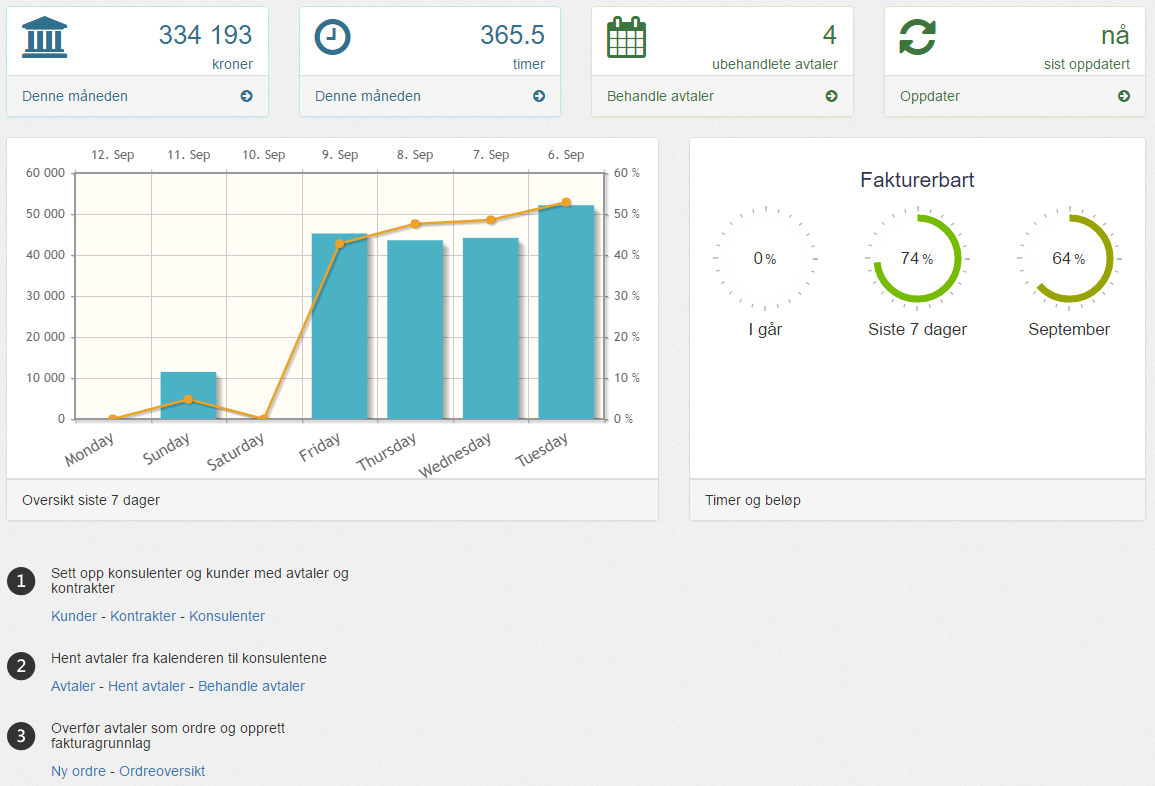 334 193
kroner
Denne måneden
365.5
timer
Denne måneden
4
ubehandlete avtaler
Behandle avtaler
nå
sist oppdatert
Oppdater
12. Sep 11. Sep 10. Sep 9. Sep 8. Sep 7. Sep 6. Sep
60 000 60 %
50 000 50 %
40 000 40 %
30 000 30 %
20 000 20 %
10 000 10 %
0 0 %
Monday Sunday Saturday Friday Thursday Wednesday Tuesday
Oversikt siste 7 dager
Fakturerbart
0 % 74 % 64 %
I går Siste 7 dager September
Timer og beløp
1 Sett opp konsulenter og kunder med avtaler og
kontrakter
Kunder - Kontrakter - Konsulenter
2 Hent avtaler fra kalenderen til konsulentene
Avtaler - Hent avtaler - Behandle avtaler
3 Overfør avtaler som ordre og opprett
fakturagrunnlag
Ny ordre - Ordreoversikt